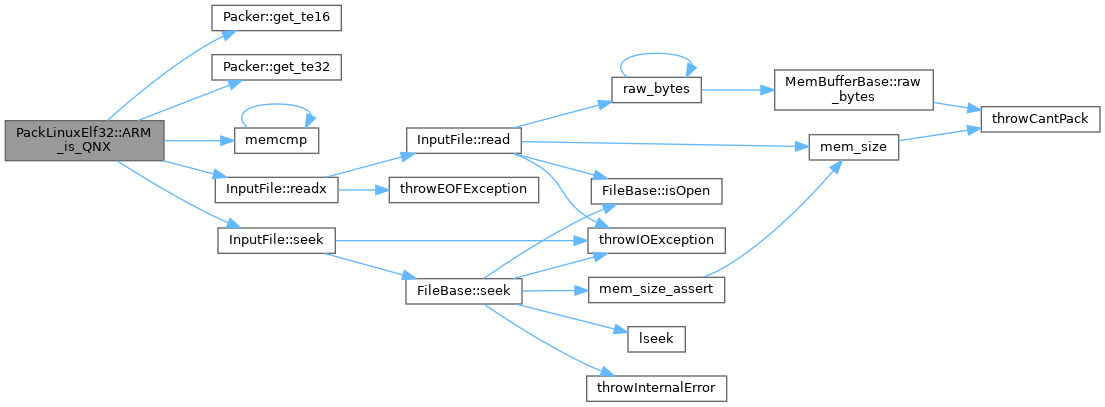 PackLinuxElf32::ARM
_is_QNX
Packer::get_te16
Packer::get_te32
memcmp
InputFile::readx
InputFile::seek
InputFile::read
throwEOFException
FileBase::seek
raw_bytes
FileBase::isOpen
throwIOException
mem_size_assert
lseek
throwInternalError
MemBufferBase::raw
_bytes
mem_size
throwCantPack